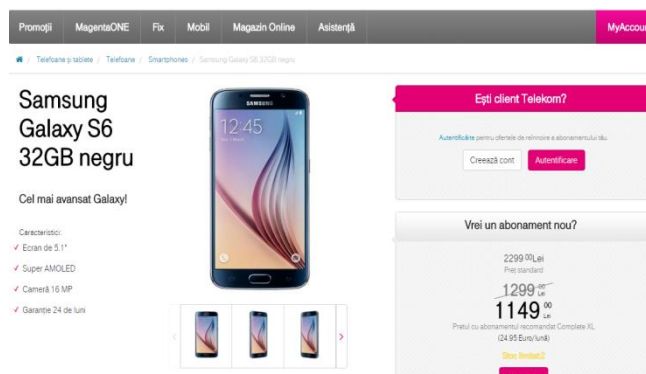 Promoții MagentaONE Fix Mobil Magazin Online Asistență MyAccou
/ Telefoane și tablete / Telefoane / Smartphones / Samsung Galaxy S6 32GB negru
Samsung
Galaxy S6
32GB negru
Cel mai avansat Galaxy!
Caracteristici:
✓ Ecran de 5.1"
✓ Super AMOLED
✓ Cameră 16 MP
✓ Garanție 24 de luni
SAMSUNG
12:45
Ești client Telekom?
Autentifică-te pentru ofertele de reînnoire a abonamentului tău.
Creează cont Autentificare
Vrei un abonament nou?
2299 00 Lei
Preț standard
1299 00 Lei
1149 00 Lei
Prețul cu abonamentul recomandat Complete XL
(24.95 Euro/lună)
Stoc limitat2